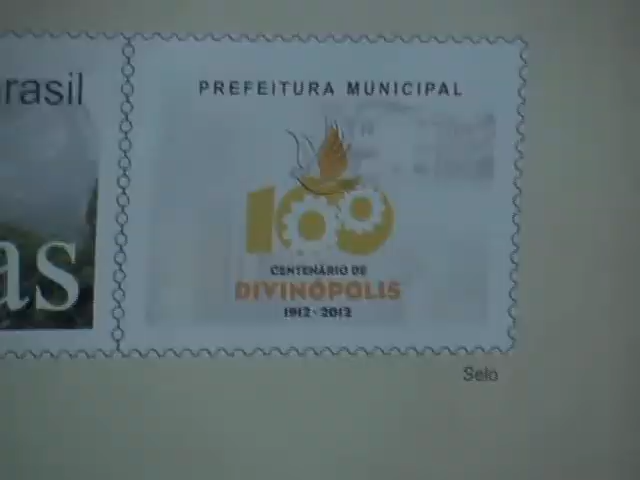 rasil
as
PREFEITURA MUNICIPAL
100
CENTENÁRIO DE
DIVINÓPOLIS
1912 - 2012
Selo